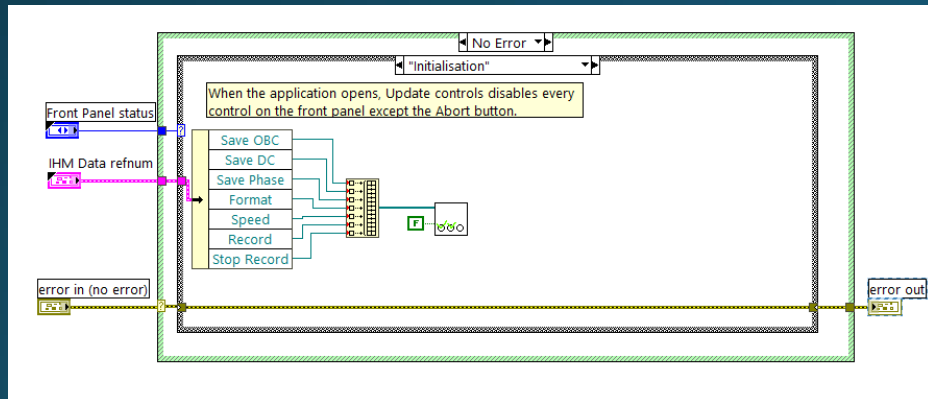 No Error
"Initialisation"
When the application opens, Update controls disables every
control on the front panel except the Abort button.
Front Panel status
IHM Data refnum
Save OBC
Save DC
Save Phase
Format
Speed
Record
Stop Record
F
error in (no error)
error out